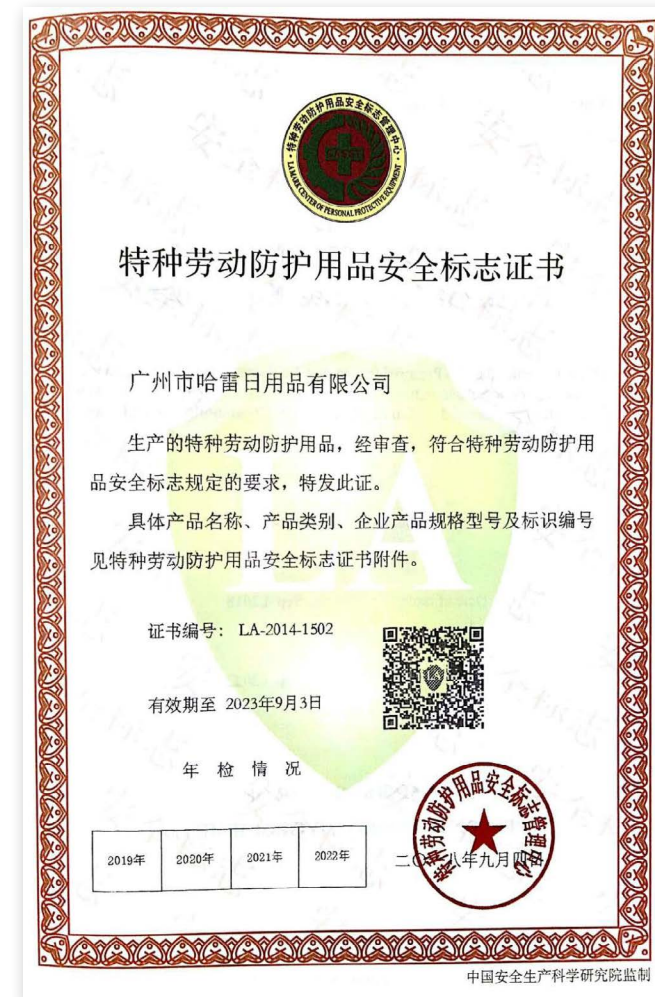 特种劳动防护用品安全标志管理中心
LA MARK CENTER OF PERSONAL PROTECTIVE EQUIPMENT
特种劳动防护用品安全标志证书
广州市哈雷日用品有限公司
生产的特种劳动防护用品，经审查，符合特种劳动防护用
品安全标志规定的要求，特发此证。
具体产品名称、产品类别、企业产品规格型号及标识编号
见特种劳动防护用品安全标志证书附件。
LA
证书编号： LA-2014-1502
有效期至 2023年9月3日
年检情况
2019年 2020年 2021年 2022年
二〇一八年九月四日
特种劳动防护用品安全标志管理中心
中国安全生产科学研究院监制